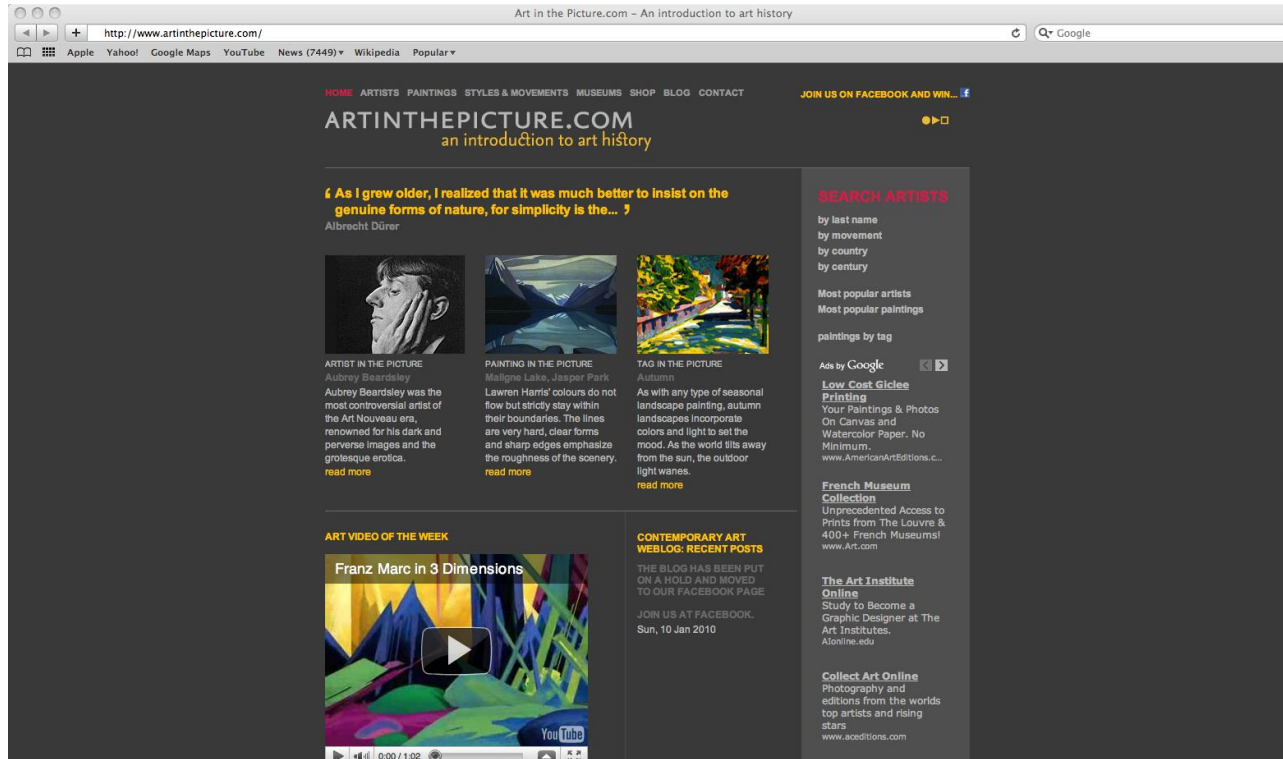 Art in the Picture.com – An introduction to art history
http://www.artinthepicture.com/
Google
Apple Yahoo! Google Maps YouTube News (7449) Wikipedia Popular
HOME ARTISTS PAINTINGS STYLES & MOVEMENTS MUSEUMS SHOP BLOG CONTACT
JOIN US ON FACEBOOK AND WIN... f
ARTINTHEPICTURE.COM
an introduction to art history
‘ As I grew older, I realized that it was much better to insist on the
genuine forms of nature, for simplicity is the... ’
Albrecht Dürer
ARTIST IN THE PICTURE
Aubrey Beardsley
Aubrey Beardsley was the
most controversial artist of
the Art Nouveau era,
renowned for his dark and
perverse images and the
grotesque erotica.
read more
PAINTING IN THE PICTURE
Maligne Lake, Jasper Park
Lawren Harris' colours do not
flow but strictly stay within
their boundaries. The lines
are very hard, clear forms
and sharp edges emphasize
the roughness of the scenery.
read more
TAG IN THE PICTURE
Autumn
As with any type of seasonal
landscape painting, autumn
landscapes incorporate
colors and light to set the
mood. As the world tilts away
from the sun, the outdoor
light wanes.
read more
ART VIDEO OF THE WEEK
Franz Marc in 3 Dimensions
YouTube
0:00 / 1:02
CONTEMPORARY ART
WEBLOG: RECENT POSTS
THE BLOG HAS BEEN PUT
ON A HOLD AND MOVED
TO OUR FACEBOOK PAGE
JOIN US AT FACEBOOK.
Sun, 10 Jan 2010
SEARCH ARTISTS
by last name
by movement
by country
by century
Most popular artists
Most popular paintings
paintings by tag
Ads by Google
Low Cost Giclee
Printing
Your Paintings & Photos
On Canvas and
Watercolor Paper. No
Minimum.
www.AmericanArtEditions.c...
French Museum
Collection
Unprecedented Access to
Prints from The Louvre &
400+ French Museums!
www.Art.com
The Art Institute
Online
Study to Become a
Graphic Designer at The
Art Institutes.
AIonline.edu
Collect Art Online
Photography and
editions from the worlds
top artists and rising
stars
www.aceditions.com